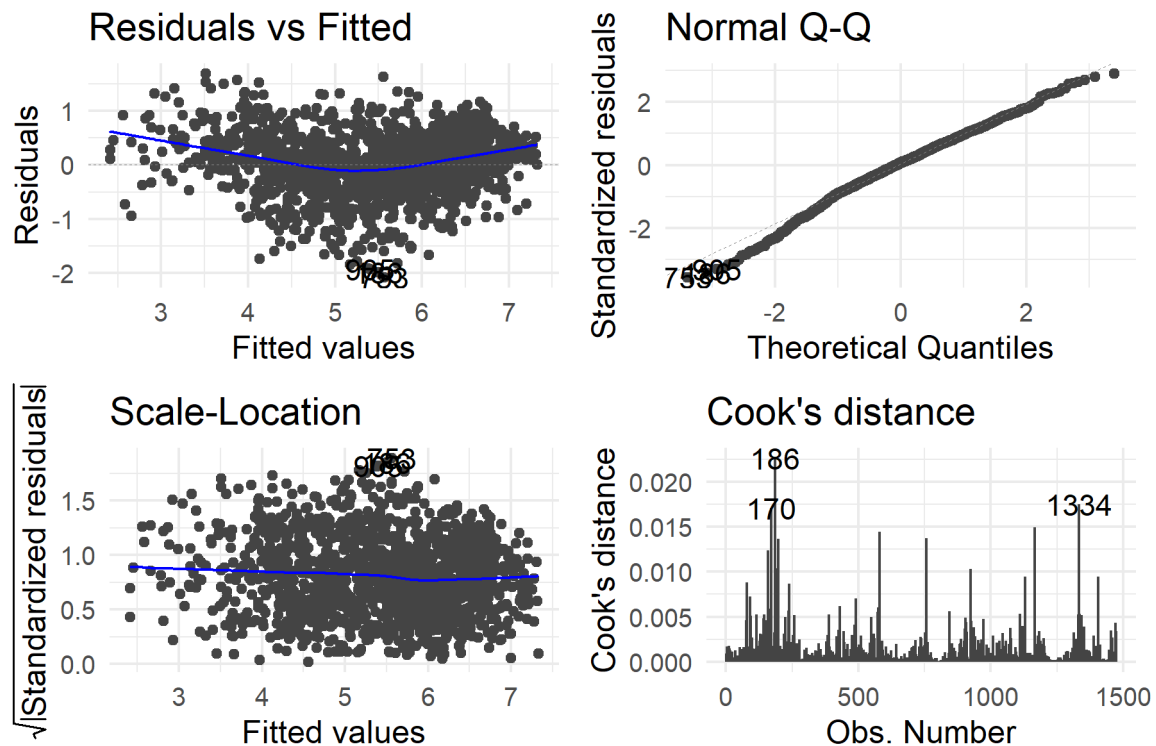 Residuals vs Fitted
Residuals
1
0
-1
-2
3 4 5 6 7
Fitted values
Normal Q-Q
Standardized residuals
2
0
-2
-2 0 2
Theoretical Quantiles
Scale-Location
√|Standardized residuals|
1.5
1.0
0.5
0.0
3 4 5 6 7
Fitted values
Cook's distance
Cook's distance
0.020
0.015
0.010
0.005
0.000
186
170 1334
0 500 1000 1500
Obs. Number